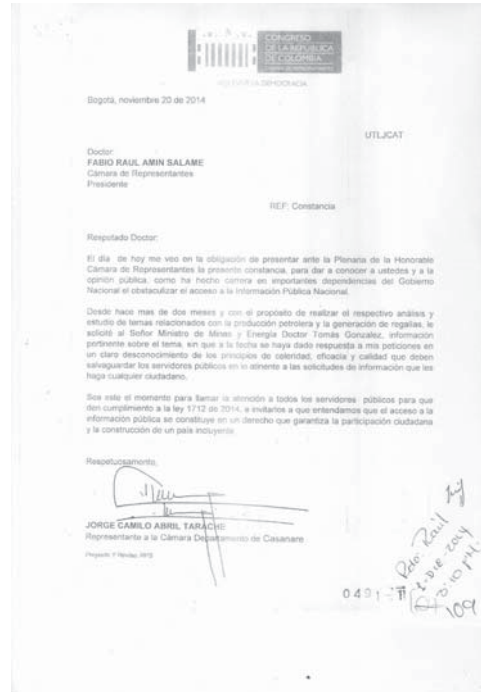 CONGRESO
DE LA REPÚBLICA
DE COLOMBIA
Bogotá, noviembre 20 de 2014
UTLJCAT
Doctor:
FABIO RAUL AMIN SALAME
Cámara de Representantes
Presidente
REF: Constancia
Respetado Doctor:
El día de hoy me veo en la obligación de presentar ante la Plenaria de la Honorable
Cámara de Representantes la presente constancia, para dar a conocer a ustedes y a la
opinión pública, como ha hecho carrera en importantes dependencias del Gobierno
Nacional el obstaculizar el acceso a la Información Pública Nacional.
Desde hace mas de dos meses y con el propósito de realizar el respectivo análisis y
estudio de temas relacionados con la producción petrolera y la generación de regalías, le
solicité al Señor Ministro de Minas y Energía Doctor Tomás Gonzalez, información
pertinente sobre el tema, sin que a la fecha se haya dado respuesta a mis peticiones en
un claro desconocimiento de los principios de celeridad, eficacia y calidad que deben
salvaguardar los servidores públicos en lo atinente a las solicitudes de información que les
haga cualquier ciudadano.
Sea este el momento para llamar la atención a todos los servidores públicos para que
den cumplimiento a la ley 1712 de 2014, e invitarlos a que entendamos que el acceso a la
información pública se constituye en un derecho que garantiza la participación ciudadana
y la construcción de un país incluyente.
Respetuosamente,
JORGE CAMILO ABRIL TARACHE
Representante a la Cámara Departamento de Casanare
Raúl
2014
0491
109